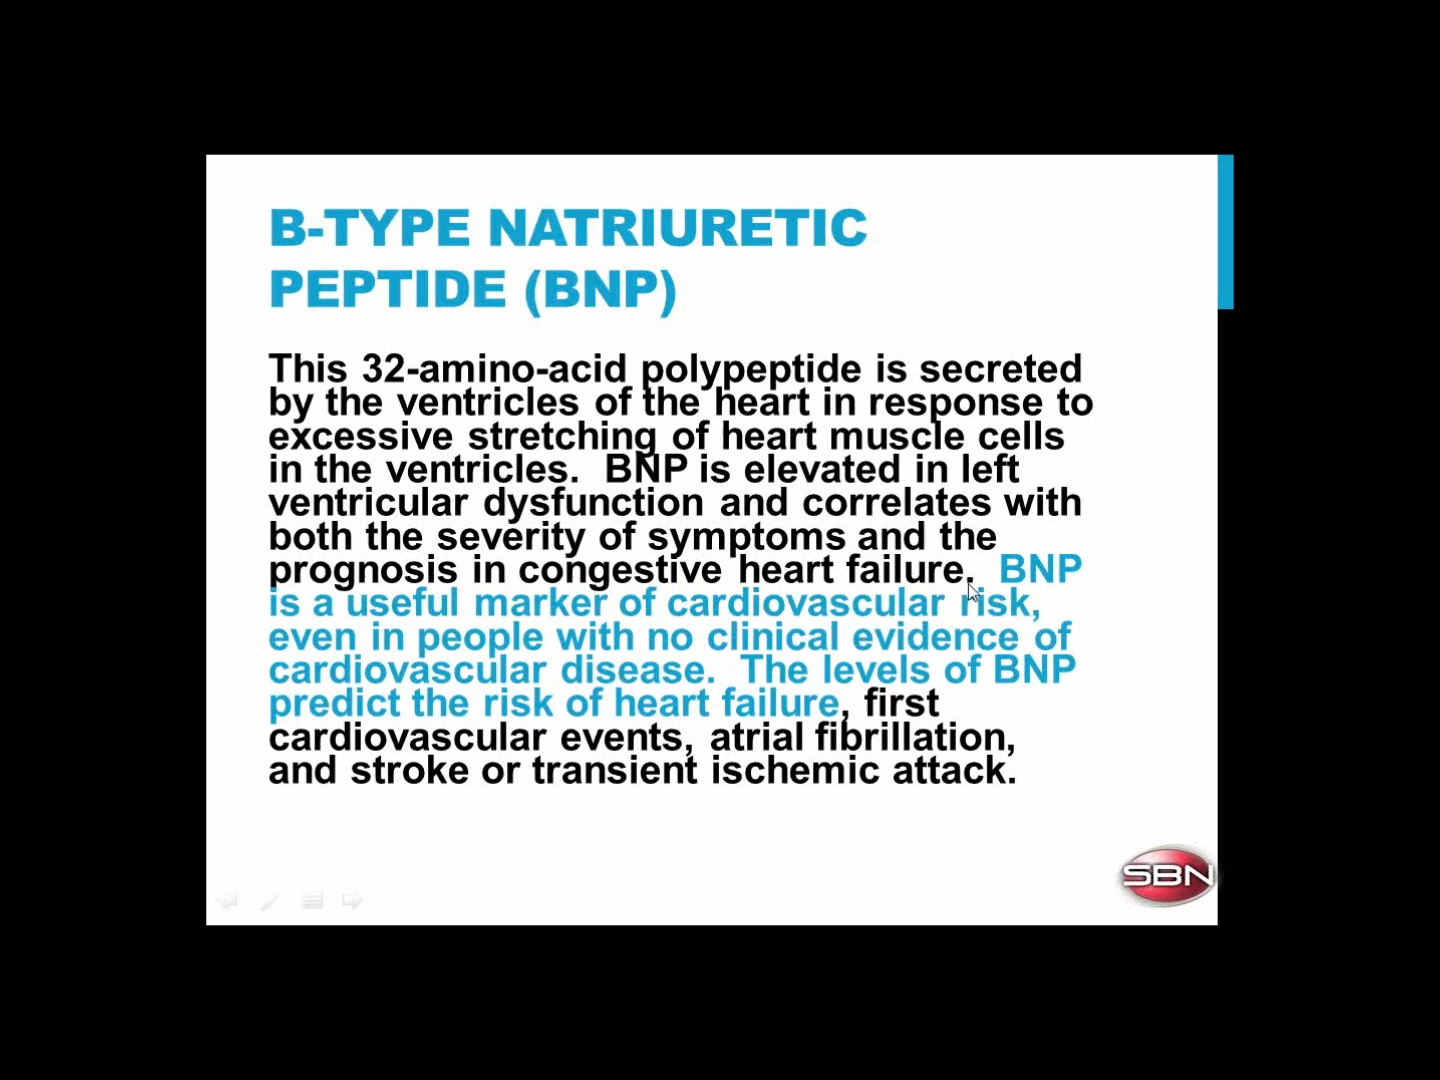 B-TYPE NATRIURETIC
PEPTIDE (BNP)
This 32-amino-acid polypeptide is secreted
by the ventricles of the heart in response to
excessive stretching of heart muscle cells
in the ventricles.  BNP is elevated in left
ventricular dysfunction and correlates with
both the severity of symptoms and the
prognosis in congestive heart failure.  BNP
is a useful marker of cardiovascular risk,
even in people with no clinical evidence of
cardiovascular disease.  The levels of BNP
predict the risk of heart failure, first
cardiovascular events, atrial fibrillation,
and stroke or transient ischemic attack.
SBN